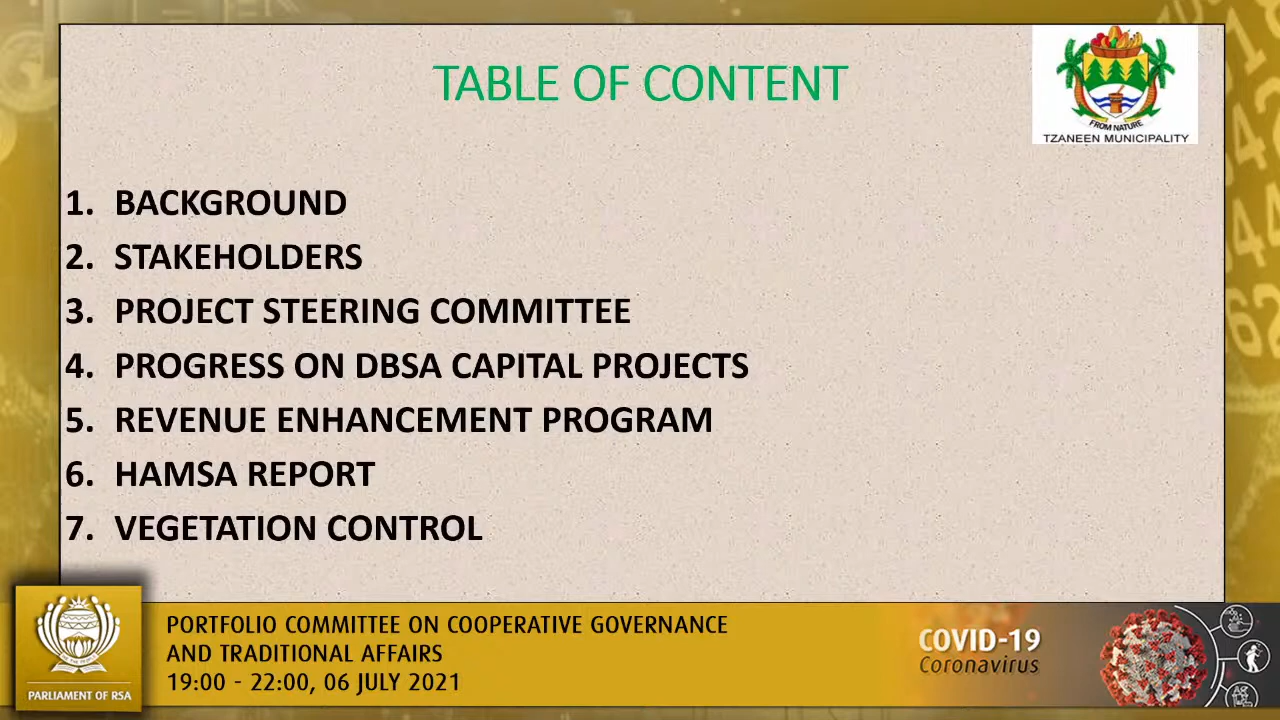 TABLE OF CONTENT
FROM NATURE
TZANEEN MUNICIPALITY
1. BACKGROUND
2. STAKEHOLDERS
3. PROJECT STEERING COMMITTEE
4. PROGRESS ON DBSA CAPITAL PROJECTS
5. REVENUE ENHANCEMENT PROGRAM
6. HAMSA REPORT
7. VEGETATION CONTROL
PARLIAMENT OF RSA
PORTFOLIO COMMITTEE ON COOPERATIVE GOVERNANCE
AND TRADITIONAL AFFAIRS
19:00 - 22:00, 06 JULY 2021
COVID-19
Coronavirus